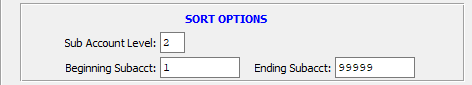 SORT OPTIONS
Sub Account Level: 2
Beginning Subacct: 1 Ending Subacct: 99999